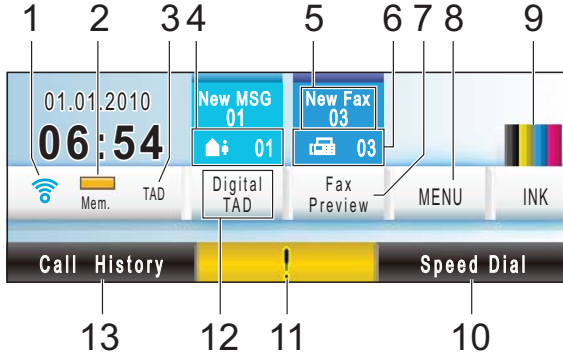 1 2 3 4 5 6 7 8 9
01.01.2010
06:54
New MSG
01
New Fax
03
01
03
Mem.
TAD
Digital
TAD
Fax
Preview
MENU
INK
Call History
!
Speed Dial
13 12 11 10